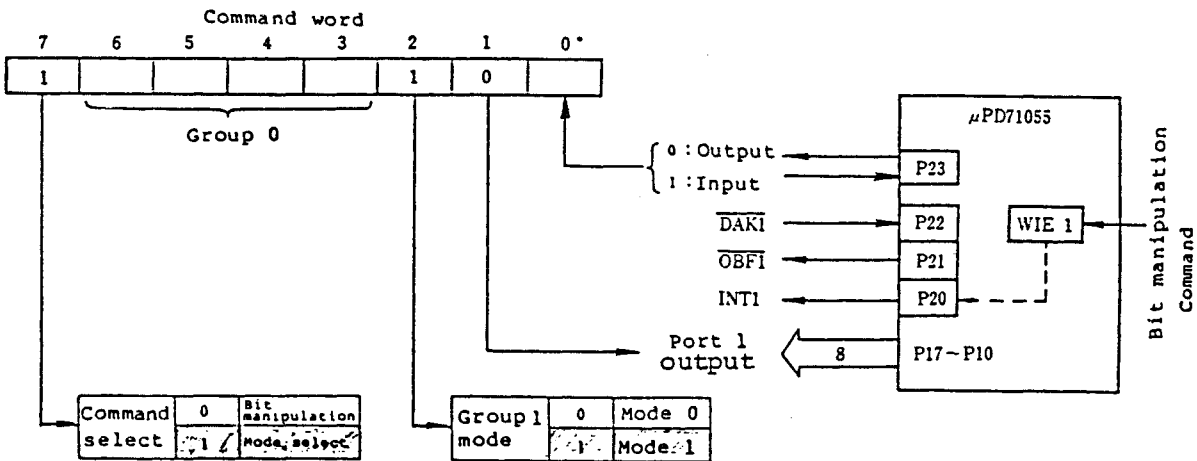 Command word
7 6 5 4 3 2 1 0*
1 1 0
Group 0
0 : Output
1 : Input
μPD71055
P23
DAK1
P22
WIE 1
OBF1
P21
INT1
P20
Port 1
output
8
P17~P10
Bit manipulation
Command
Command
select
0
Bit
manipulation
1
Mode select
Group 1
mode
0
Mode 0
1
Mode 1